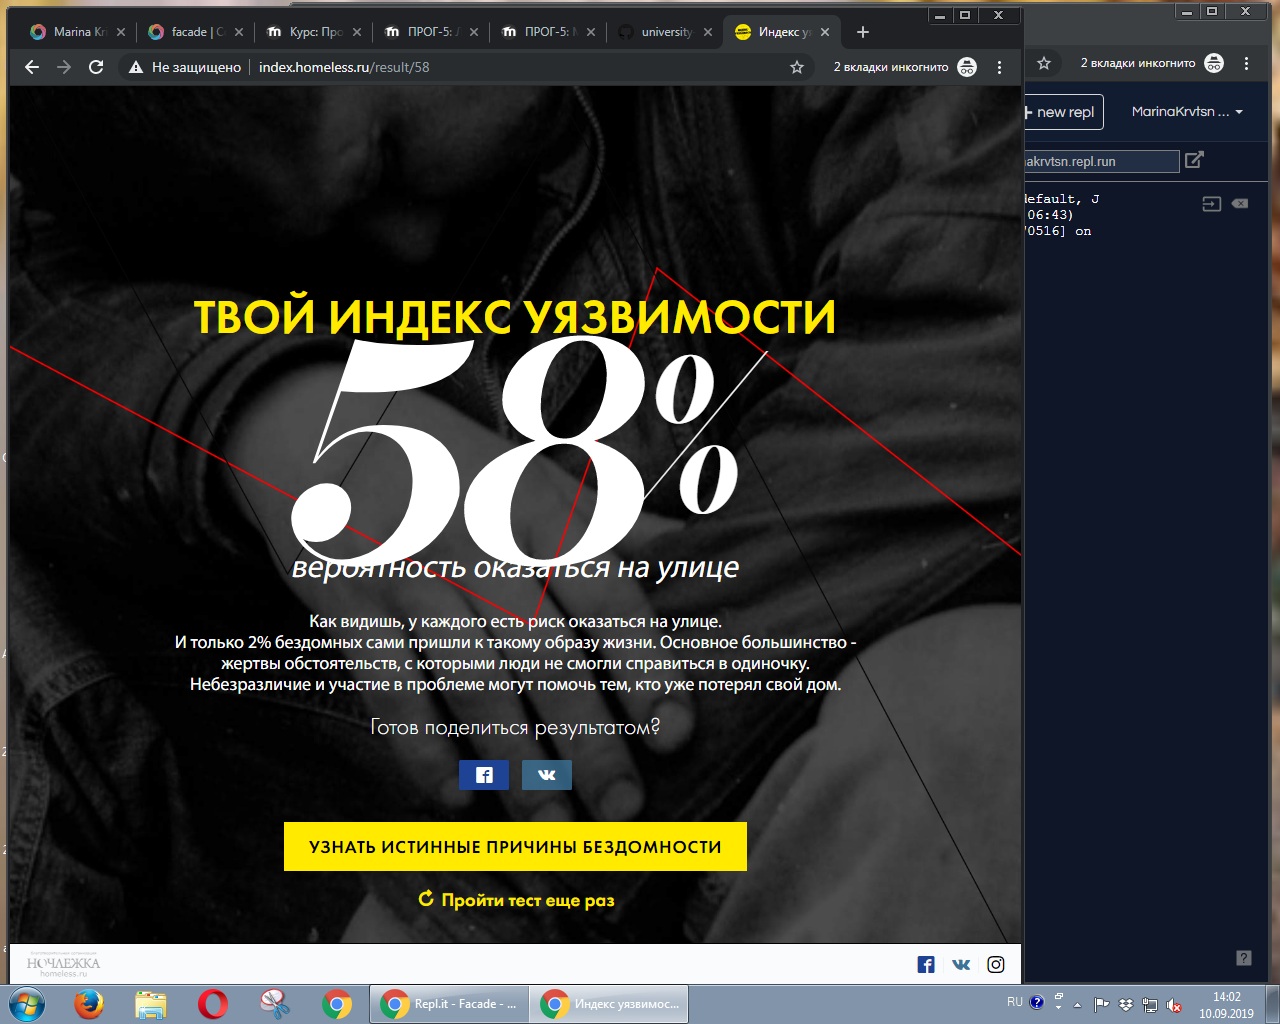 Marina Kr
facade | C
Курс: Про
ПРОГ-5: Л
ПРОГ-5: М
university
Индекс уя
Не защищено
index.homeless.ru/result/58
2 вкладки инкогнито
2 вкладки инкогнито
+ new repl
MarinaKrvtsn ...
nakrvtsn.repl.run
default, J
06:43)
70516] on
ТВОЙ ИНДЕКС УЯЗВИМОСТИ
58%
вероятность оказаться на улице
Как видишь, у каждого есть риск оказаться на улице.
И только 2% бездомных сами пришли к такому образу жизни. Основное большинство -
жертвы обстоятельств, с которыми люди не смогли справиться в одиночку.
Небезразличие и участие в проблеме могут помочь тем, кто уже потерял свой дом.
Готов поделиться результатом?
УЗНАТЬ ИСТИННЫЕ ПРИЧИНЫ БЕЗДОМНОСТИ
Пройти тест еще раз
НОЧЛЕЖКА
homeless.ru
Repl.it - Facade - ...
Индекс уязвимос...
RU
14:02
10.09.2019